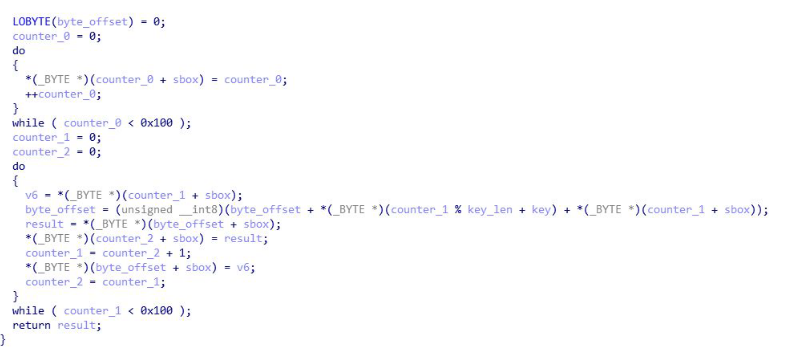 LOBYTE(byte_offset) = 0;
counter_0 = 0;
do
{
*(_BYTE *)(counter_0 + sbox) = counter_0;
++counter_0;
}
while ( counter_0 < 0x100 );
counter_1 = 0;
counter_2 = 0;
do
{
v6 = *(_BYTE *)(counter_1 + sbox);
byte_offset = (unsigned __int8)(byte_offset + *(_BYTE *)(counter_1 % key_len + key) + *(_BYTE *)(counter_1 + sbox));
result = *(_BYTE *)(byte_offset + sbox);
*(_BYTE *)(counter_2 + sbox) = result;
counter_1 = counter_2 + 1;
*(_BYTE *)(byte_offset + sbox) = v6;
counter_2 = counter_1;
}
while ( counter_1 < 0x100 );
return result;
}